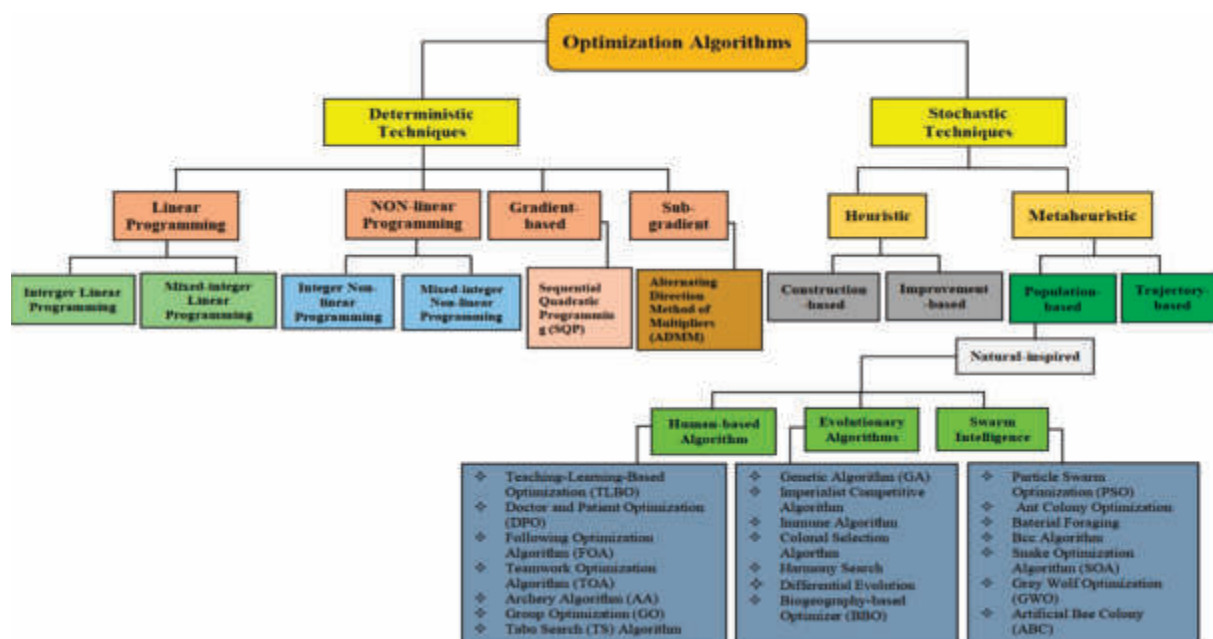 Optimization Algorithms
Deterministic
Techniques
Stochastic
Techniques
Linear
Programming
NON-linear
Programming
Gradient-
based
Sub-
gradient
Heuristic
Metaheuristic
Interger Linear
Programming
Mixed-integer
Linear
Programming
Integer Non-
linear
Programming
Mixed-integer
Non-linear
Programming
Sequential
Quadratic
Programmin
g (SQP)
Alternating
Direction
Method of
Multipliers
(ADMM)
Construction-
based
Improvement
-based
Population-
based
Trajectory-
based
Natural-inspired
Human-based
Algorithm
Evolutionary
Algorithms
Swarm
Intelligence
❖ Teaching-Learning-Based
Optimization (TLBO)
❖ Doctor and Patient Optimization
(DPO)
❖ Following Optimization
Algorithm (FOA)
❖ Teamwork Optimization
Algorithm (TOA)
❖ Archery Algorithm (AA)
❖ Group Optimization (GO)
❖ Tabo Search (TS) Algorithm
❖ Genetic Algorithm (GA)
❖ Imperialist Competitive
Algorithm
❖ Immune Algorithm
❖ Colonal Selection
Algorthm
❖ Harmony Search
❖ Differential Evolution
❖ Biogeography-based
Optimizer (BBO)
❖ Particle Swarm
Optimization (PSO)
❖ Ant Colony Optimization
❖ Baterial Foraging
❖ Bee Algorithm
❖ Snake Optimization
Algorithm (SOA)
❖ Grey Wolf Optimization
(GWO)
❖ Artificial Bee Colony
(ABC)